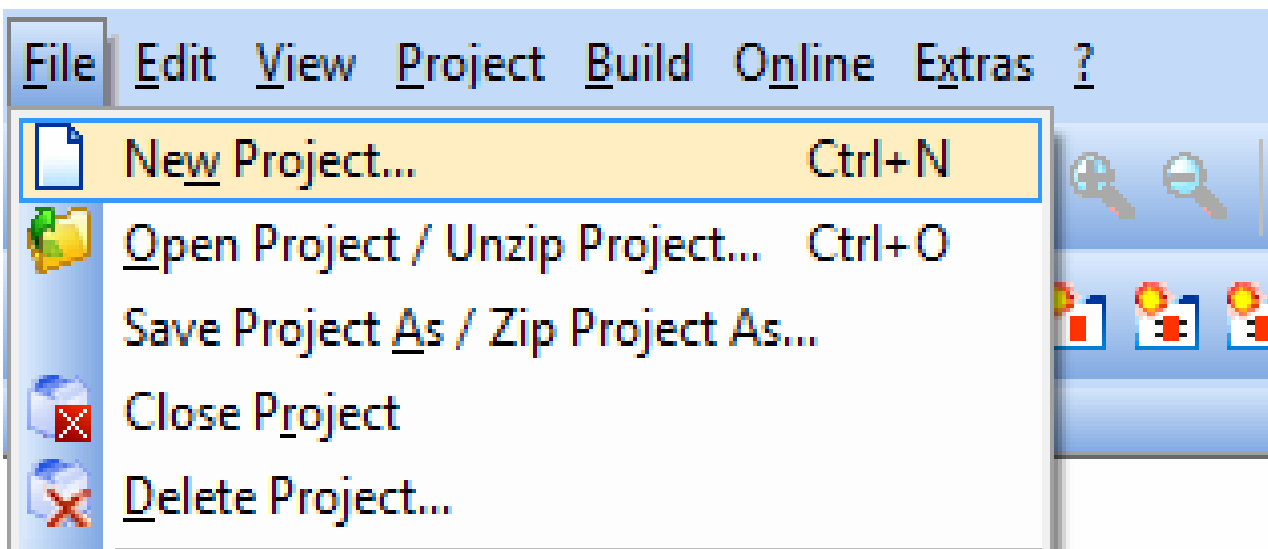 File Edit View Project Build Online Extras ?
New Project... Ctrl+N
Open Project / Unzip Project... Ctrl+O
Save Project As / Zip Project As...
Close Project
Delete Project...